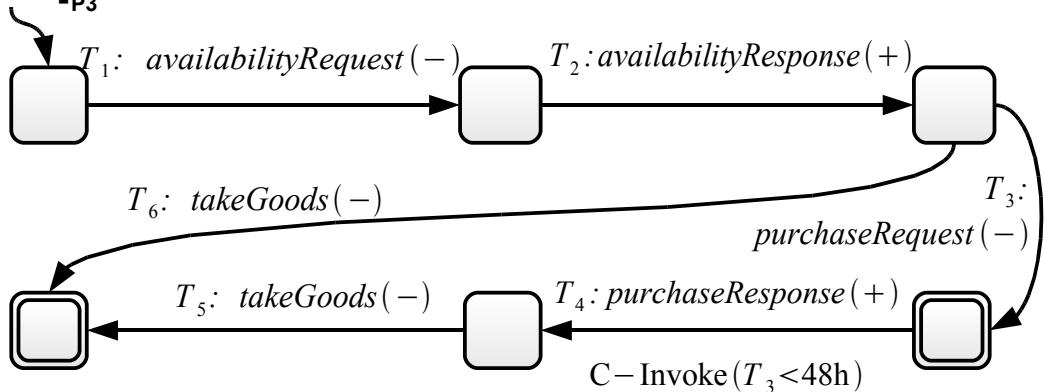 -P3
T₁: availabilityRequest(−)
T₂:availabilityResponse(+)
T₆: takeGoods(−)
T₃:
purchaseRequest(−)
T₅: takeGoods(−)
T₄:purchaseResponse(+)
C−Invoke(T₃<48h)